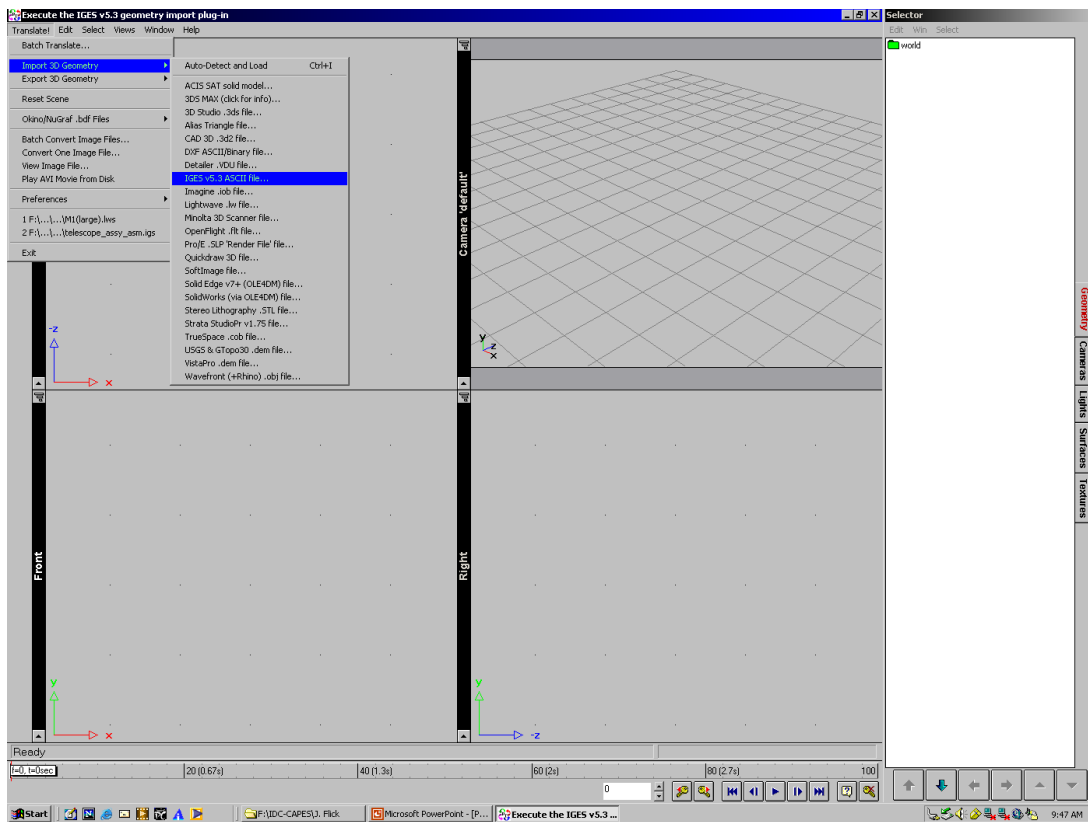 Execute the IGES v5.3 geometry import plug-in
Selector
Translate! Edit Select Views Window Help
Edit Win Select
world
Batch Translate...
Import 3D Geometry
Export 3D Geometry
Reset Scene
Okino/NuGraf .bdf Files
Batch Convert Image Files...
Convert One Image File...
View Image File...
Play AVI Movie from Disk
Preferences
1 F:\...\...\M1(large).lws
2 F:\...\...\telescope_assy_asm.igs
Exit
Auto-Detect and Load Ctrl+I
ACIS SAT solid model...
3DS MAX (click for info)...
3D Studio .3ds file...
Alias Triangle file...
CAD 3D .3d2 file...
DXF ASCII/Binary file...
Detailer .VDU file...
IGES v5.3 ASCII file...
Imagine .iob file...
Lightwave .lw file...
Minolta 3D Scanner file...
OpenFlight .flt file...
Pro/E .SLP 'Render File' file...
Quickdraw 3D file...
SoftImage file...
Solid Edge v7+ (OLE4DM) file...
SolidWorks (via OLE4DM) file...
Stereo Lithography .STL file...
Strata StudioPr v1.75 file...
TrueSpace .cob file...
USGS & GTopo30 .dem file...
VistaPro .dem file...
Wavefront (+Rhino) .obj file...
Camera 'default'
-z
x
y
z
x
Geometry
Cameras
Lights
Surfaces
Textures
Front
Right
y
x
y
-z
Ready
f=0, t=0sec 20 (0.67s) 40 (1.3s) 60 (2s) 80 (2.7s) 100
0
Start F:\IDC-CAPES\J. Flick Microsoft PowerPoint - [P... Execute the IGES v5.3 ... 9:47 AM